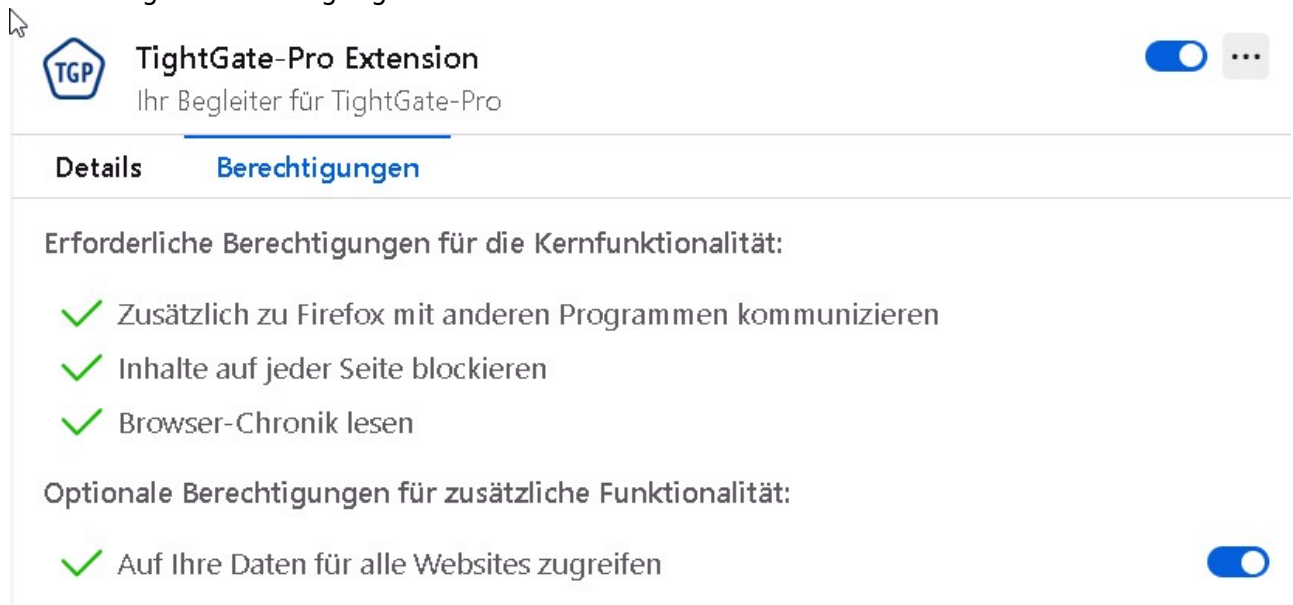 TGP
TightGate-Pro Extension
Ihr Begleiter für TightGate-Pro
Details Berechtigungen
Erforderliche Berechtigungen für die Kernfunktionalität:
Zusätzlich zu Firefox mit anderen Programmen kommunizieren
Inhalte auf jeder Seite blockieren
Browser-Chronik lesen
Optionale Berechtigungen für zusätzliche Funktionalität:
Auf Ihre Daten für alle Websites zugreifen